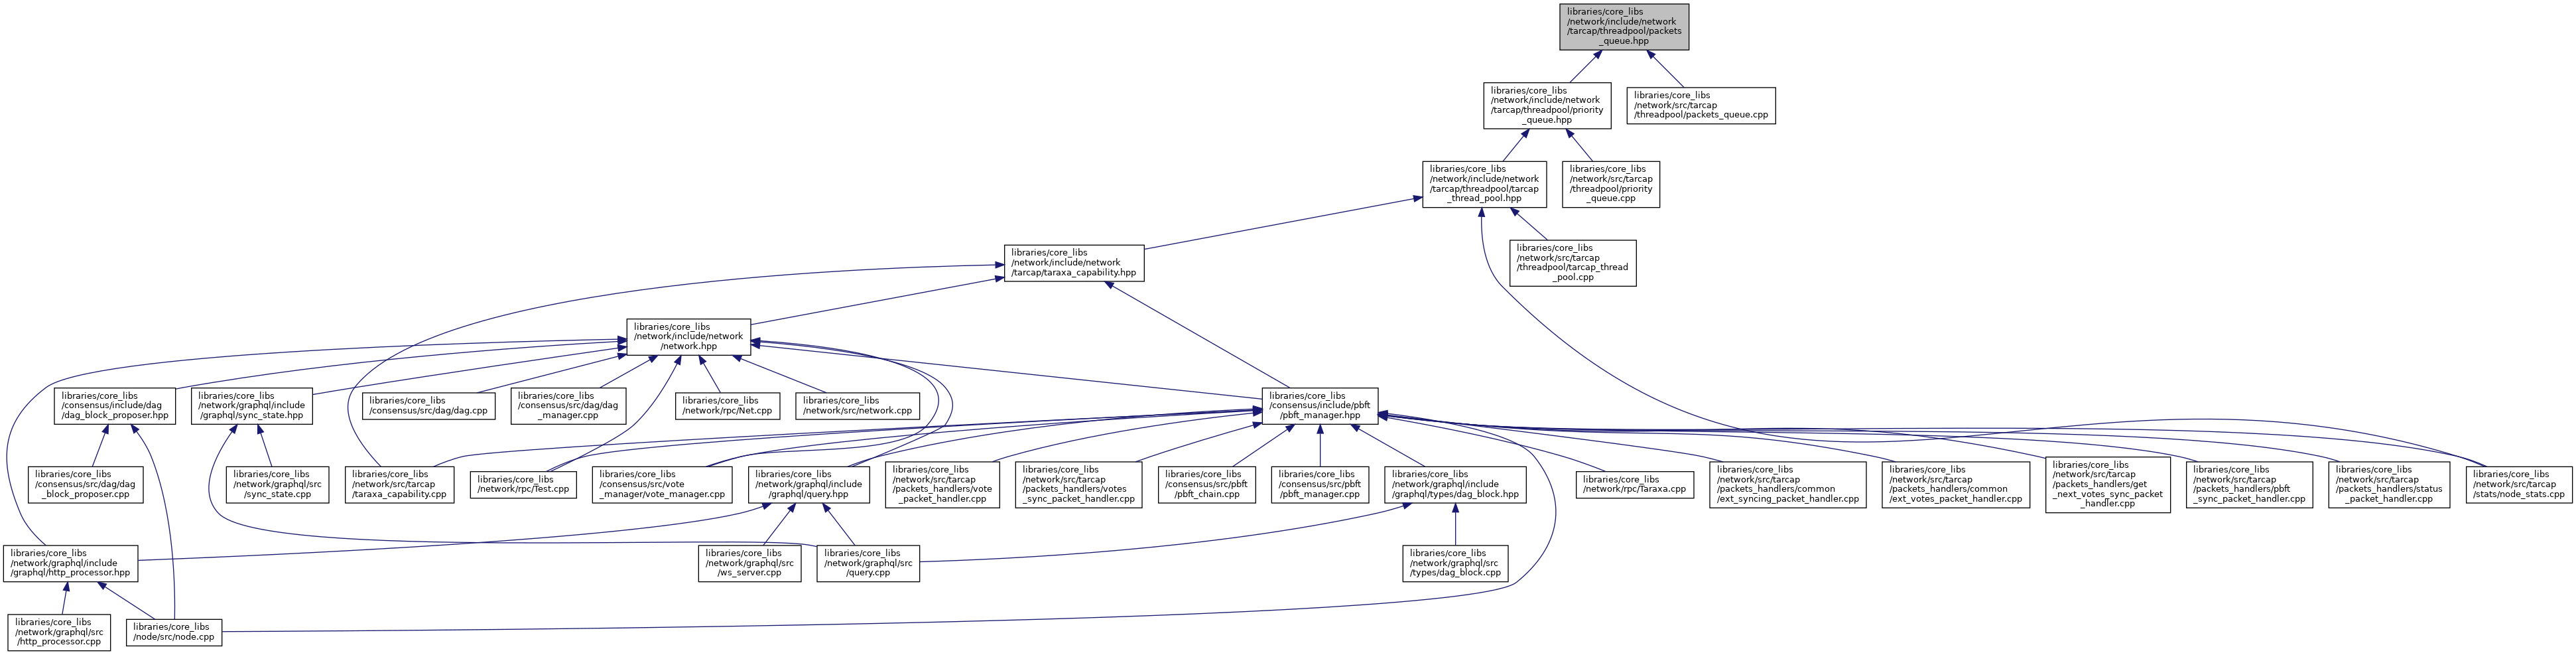 libraries/core_libs
/network/include/network
/tarcap/threadpool/packets
_queue.hpp
libraries/core_libs
/network/include/network
/tarcap/threadpool/priority
_queue.hpp
libraries/core_libs
/network/src/tarcap
/threadpool/packets_queue.cpp
libraries/core_libs
/network/include/network
/tarcap/threadpool/tarcap
_thread_pool.hpp
libraries/core_libs
/network/src/tarcap
/threadpool/priority
_queue.cpp
libraries/core_libs
/network/include/network
/tarcap/taraxa_capability.hpp
libraries/core_libs
/network/src/tarcap
/threadpool/tarcap_thread
_pool.cpp
libraries/core_libs
/network/include/network
/network.hpp
libraries/core_libs
/consensus/include/dag
/dag_block_proposer.hpp
libraries/core_libs
/network/graphql/include
/graphql/sync_state.hpp
libraries/core_libs
/consensus/src/dag/dag.cpp
libraries/core_libs
/consensus/src/dag/dag
_manager.cpp
libraries/core_libs
/network/rpc/Net.cpp
libraries/core_libs
/network/src/network.cpp
libraries/core_libs
/consensus/include/pbft
/pbft_manager.hpp
libraries/core_libs
/consensus/src/dag/dag
_block_proposer.cpp
libraries/core_libs
/network/graphql/src
/sync_state.cpp
libraries/core_libs
/network/src/tarcap
/taraxa_capability.cpp
libraries/core_libs
/network/rpc/Test.cpp
libraries/core_libs
/consensus/src/vote
_manager/vote_manager.cpp
libraries/core_libs
/network/graphql/include
/graphql/query.hpp
libraries/core_libs
/network/src/tarcap
/packets_handlers/vote
_packet_handler.cpp
libraries/core_libs
/network/src/tarcap
/packets_handlers/votes
_sync_packet_handler.cpp
libraries/core_libs
/consensus/src/pbft
/pbft_chain.cpp
libraries/core_libs
/consensus/src/pbft
/pbft_manager.cpp
libraries/core_libs
/network/graphql/include
/graphql/types/dag_block.hpp
libraries/core_libs
/network/rpc/Taraxa.cpp
libraries/core_libs
/network/src/tarcap
/packets_handlers/common
/ext_syncing_packet_handler.cpp
libraries/core_libs
/network/src/tarcap
/packets_handlers/common
/ext_votes_packet_handler.cpp
libraries/core_libs
/network/src/tarcap
/packets_handlers/get
_next_votes_sync_packet
_handler.cpp
libraries/core_libs
/network/src/tarcap
/packets_handlers/pbft
_sync_packet_handler.cpp
libraries/core_libs
/network/src/tarcap
/packets_handlers/status
_packet_handler.cpp
libraries/core_libs
/network/src/tarcap
/stats/node_stats.cpp
libraries/core_libs
/network/graphql/include
/graphql/http_processor.hpp
libraries/core_libs
/network/graphql/src
/ws_server.cpp
libraries/core_libs
/network/graphql/src
/query.cpp
libraries/core_libs
/network/graphql/src
/types/dag_block.cpp
libraries/core_libs
/network/graphql/src
/http_processor.cpp
libraries/core_libs
/node/src/node.cpp